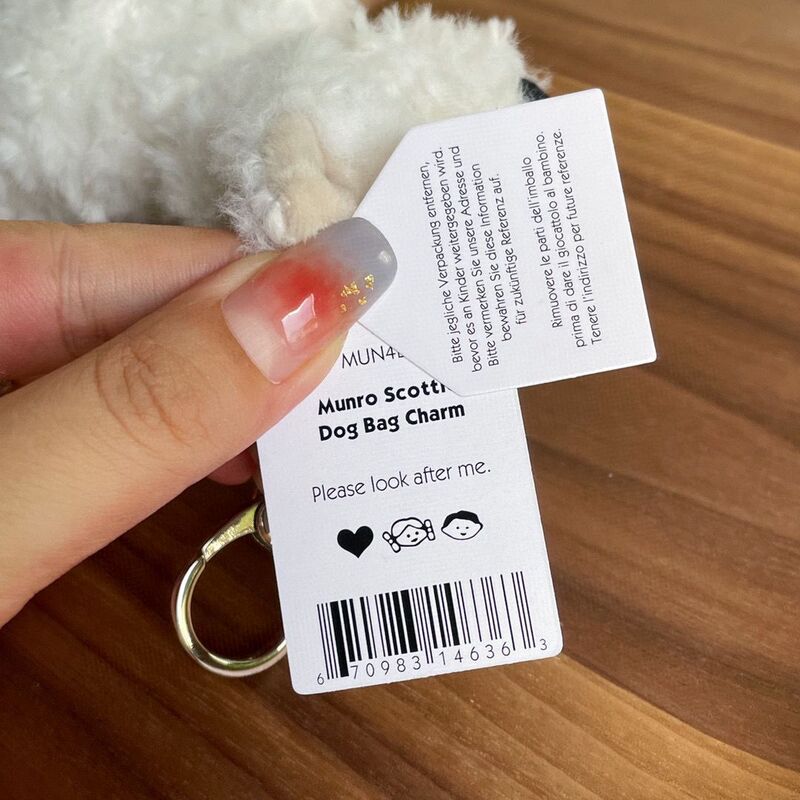 Bitte jegliche Verpackung entfernen,
bevor es an Kinder weitergegeben wird.
Bitte vermerken Sie unsere Adresse und
bewahren Sie diese Information
für zukünftige Referenz auf.
Rimuovere le parti dell'imballo
prima di dare il giocattolo al bambino.
Tenere l'indirizzo per future referenze.
MUN4
Munro Scotti
Dog Bag Charm
Please look after me.
6 70983 14636 3